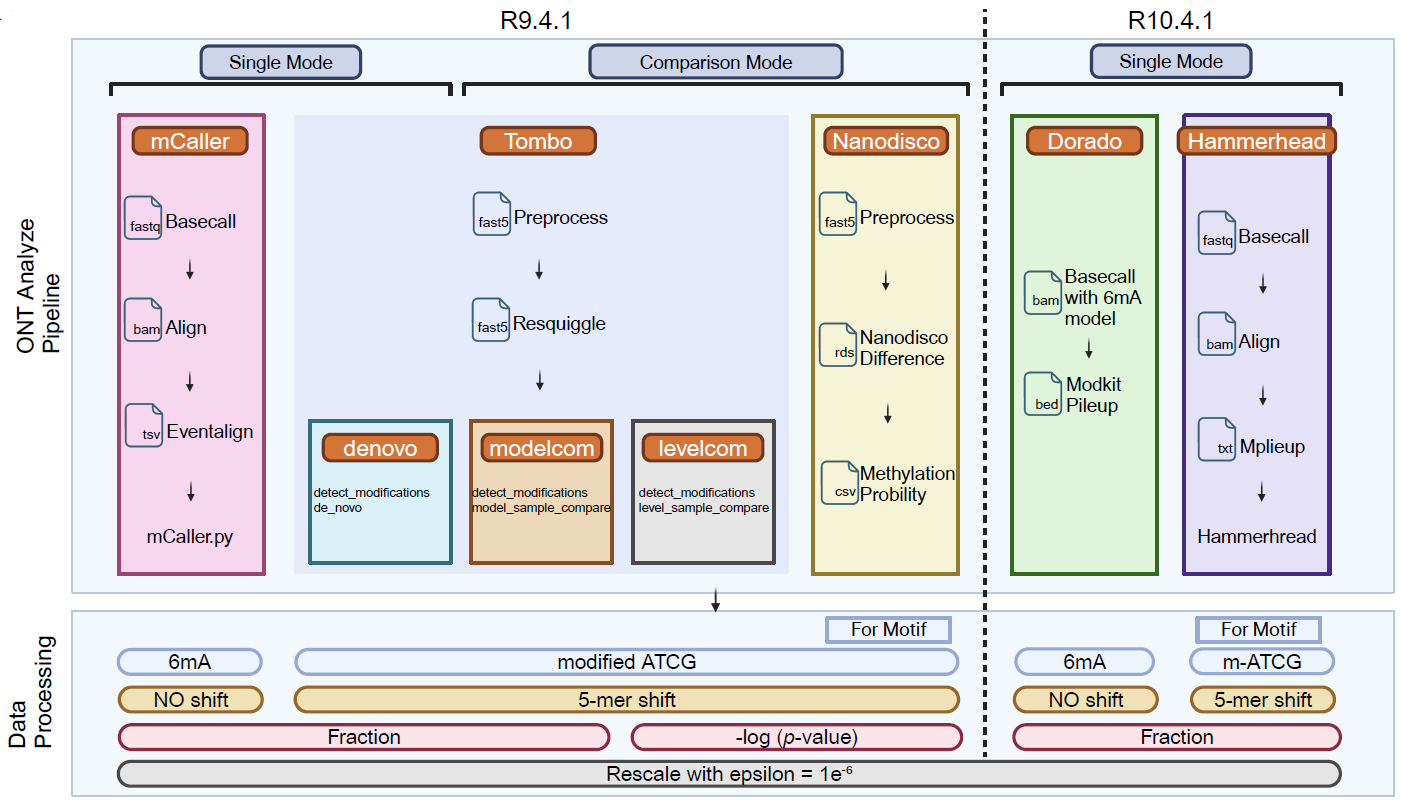 R9.4.1
R10.4.1
Single Mode
Comparison Mode
Single Mode
ONT Analyze
Pipeline
mCaller
fastq Basecall
bam Align
tsv Eventalign
mCaller.py
Tombo
fast5 Preprocess
fast5 Resquiggle
denovo
detect_modifications
de_novo
modelcom
detect_modifications
model_sample_compare
levelcom
detect_modifications
level_sample_compare
Nanodisco
fast5 Preprocess
rds Nanodisco
Difference
csv Methylation
Probility
Dorado
bam Basecall
with 6mA
model
bed Modkit
Pileup
Hammerhead
fastq Basecall
bam Align
txt Mplieup
Hammerhread
Data
Processing
For Motif
For Motif
6mA
modified ATCG
6mA
m-ATCG
NO shift
5-mer shift
NO shift
5-mer shift
Fraction
-log (p-value)
Fraction
Rescale with epsilon = 1e⁻⁶